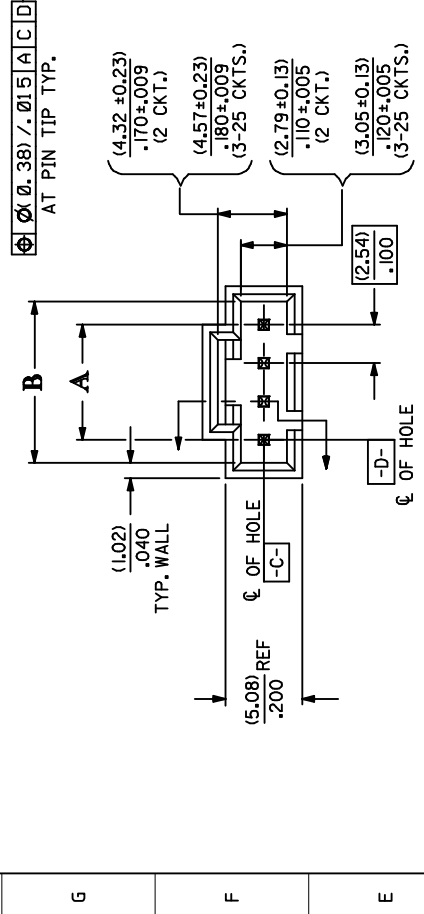 ⌖ Ø(0.38)/.015 A C D
AT PIN TIP TYP.
(4.32 ±0.23)
.170±.009
(2 CKT.)
(4.57±0.23)
.180±.009
(3-25 CKTS.)
(2.79±0.13)
.110±.005
(2 CKT.)
(3.05±0.13)
.120±.005
(3-25 CKTS.)
B
A
(2.54)
.100
(1.02)
.040
TYP. WALL
℄ OF HOLE
-C-
-D-
℄ OF HOLE
(5.08) REF
.200
G
F
E